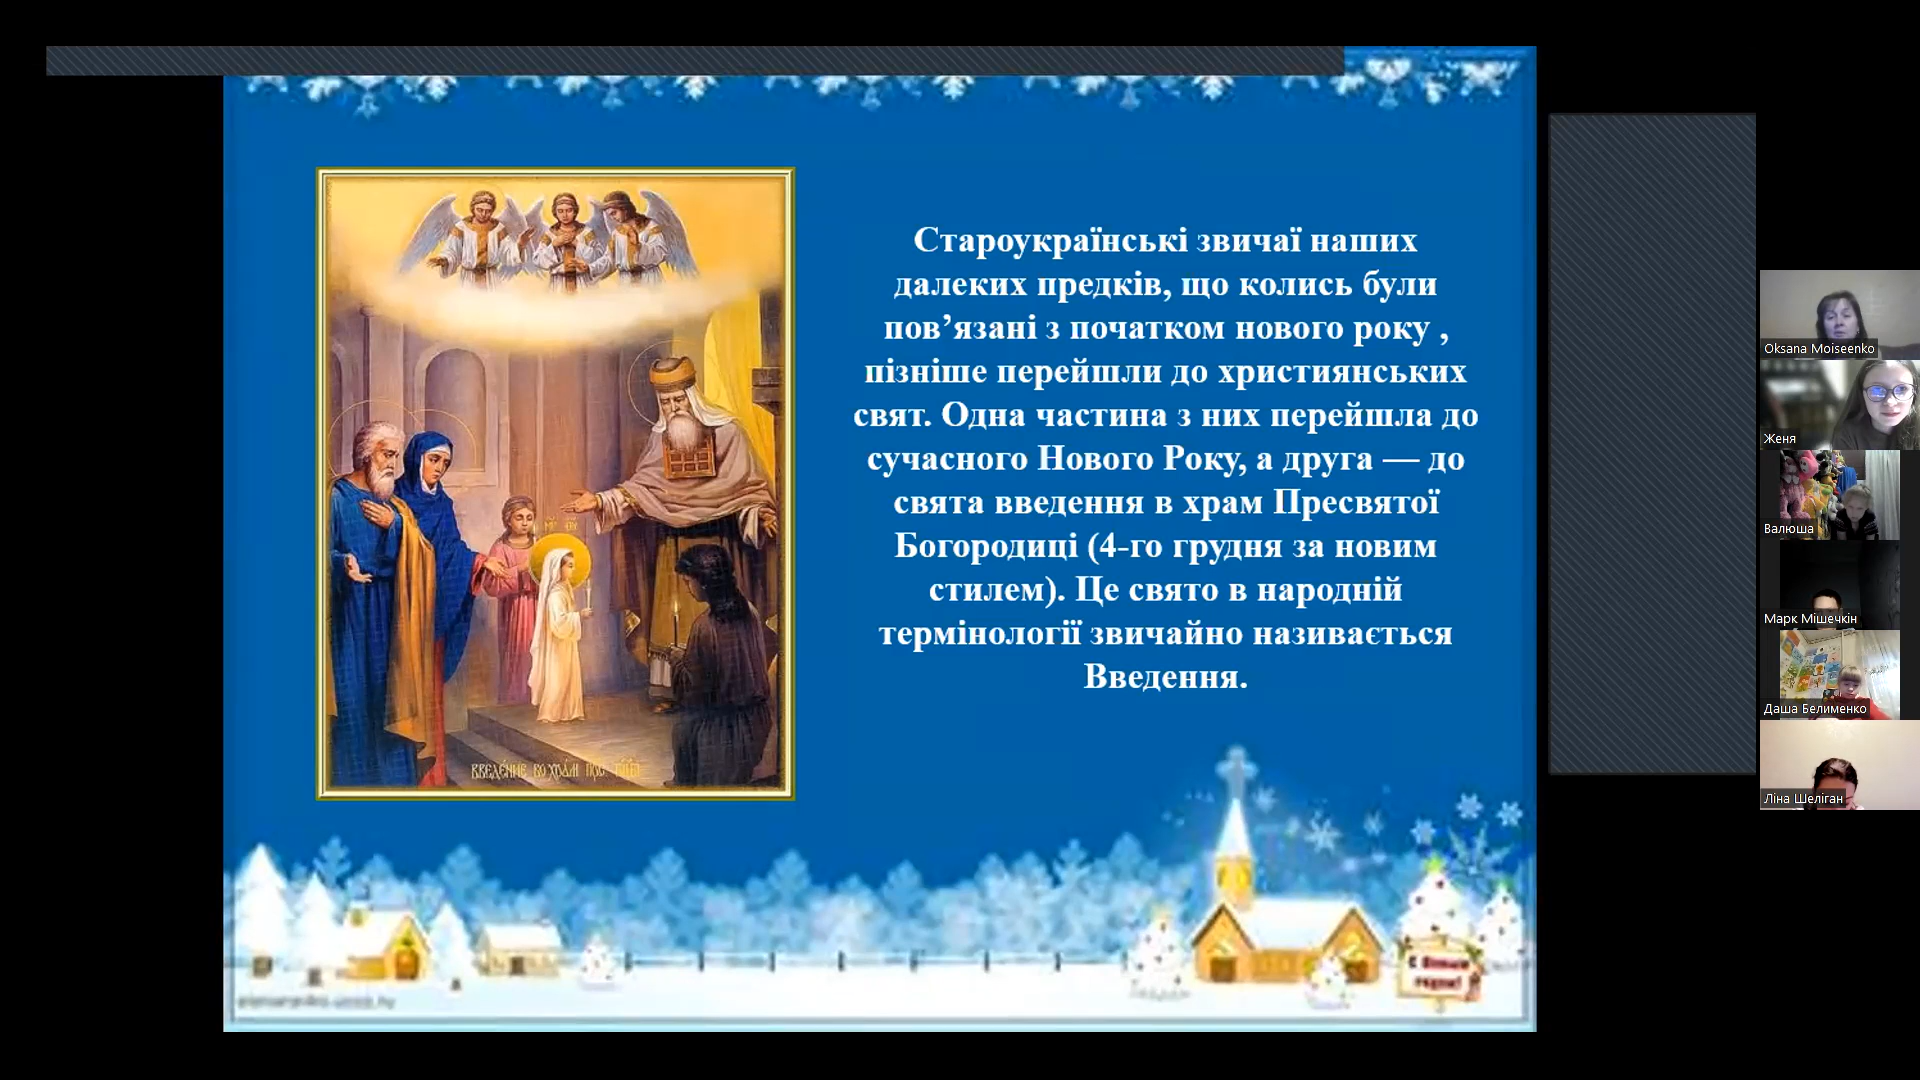 Староукраїнські звичаї наших
далеких предків, що колись були
пов’язані з початком нового року ,
пізніше перейшли до християнських
свят. Одна частина з них перейшла до
сучасного Нового Року, а друга — до
свята введення в храм Пресвятої
Богородиці (4-го грудня за новим
стилем). Це свято в народній
термінології звичайно називається
Введення.
Oksana Moiseenko
Женя
Валюша
Марк Мішечкін
Даша Белименко
Ліна Шеліган